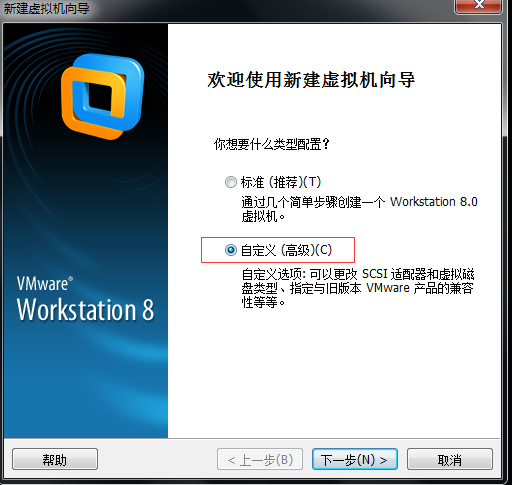 新建虚拟机向导
欢迎使用新建虚拟机向导
你想要什么类型配置？
标准 (推荐)(T)
通过几个简单步骤创建一个 Workstation 8.0
虚拟机。
自定义 (高级)(C)
自定义选项: 可以更改 SCSI 适配器和虚拟磁
盘类型、指定与旧版本 VMware 产品的兼容
性等等。
VMware®
Workstation 8
帮助
< 上一步(B)
下一步(N) >
取消